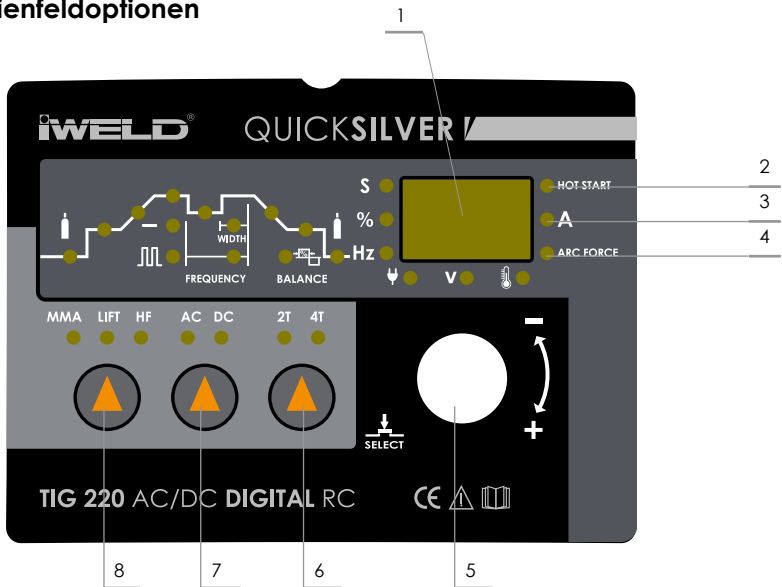 ienfeldoptionen
1
iWELD® QUICKSILVER
S HOT START 2
% A 3
Hz ARC FORCE 4
WIDTH
%
FREQUENCY BALANCE
V
MMA LIFT HF AC DC 2T 4T
−
+
SELECT
TIG 220 AC/DC DIGITAL RC CE
8 7 6 5